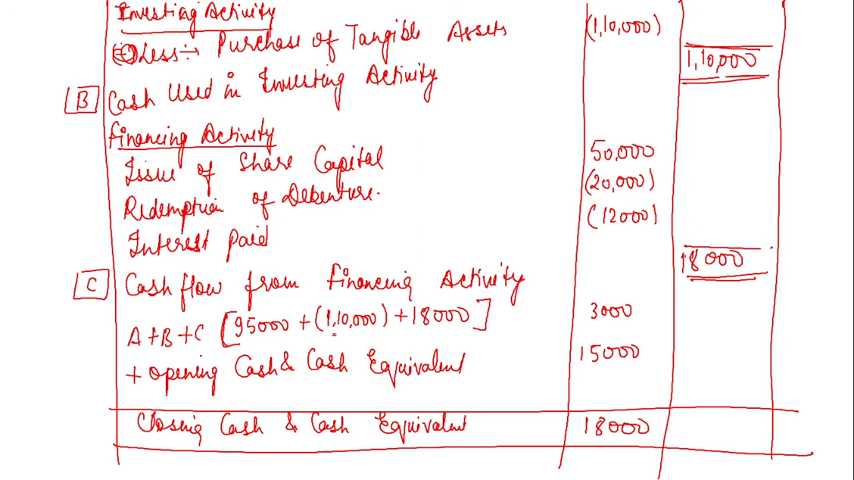 Investing Activity
Less :- Purchase of Tangible Assets (1,10,000)
1,10,000
B Cash Used in Investing Activity
Financing Activity
Issue of Share Capital 50,000
Redemption of Debenture. (20,000)
Interest Paid (12000)
18000
C Cash flow from financing Activity
A+B+C [95000 + (1,10,000) + 18000] 3000
+ opening Cash & Cash Equivalent 15000
Closing Cash & Cash Equivalent 18000